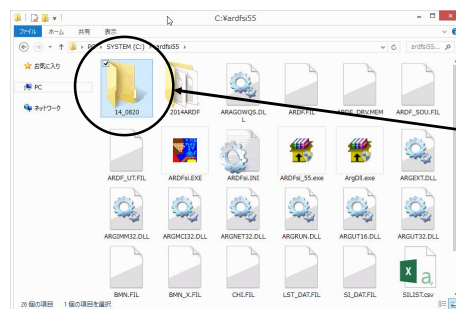 C:¥ardfsi55
ファイル ホーム 共有 表示
PC ▸ SYSTEM (C:) ▸ ardfsi55 ▸ ardfsi55...
お気に入り
PC
ネットワーク
14_0820 2014ARDF ARAGOWQS.DLL ARDF.FIL ARDF_DRV.MEM ARDF_SOU.FIL
ARDF_UT.FIL ARDFsi.EXE ARDFsi.INI ARDFsi_55.exe ArgDll.exe ARGEXT.DLL
ARGIMM32.DLL ARGMCI32.DLL ARGNET32.DLL ARGRUN.DLL ARGUT16.DLL ARGUT32.DLL
BMN.FIL BMN_X.FIL CHI.FIL LST_DAT.FIL SI_DAT.FIL SILIST.csv
26 個の項目 1 個の項目を選択